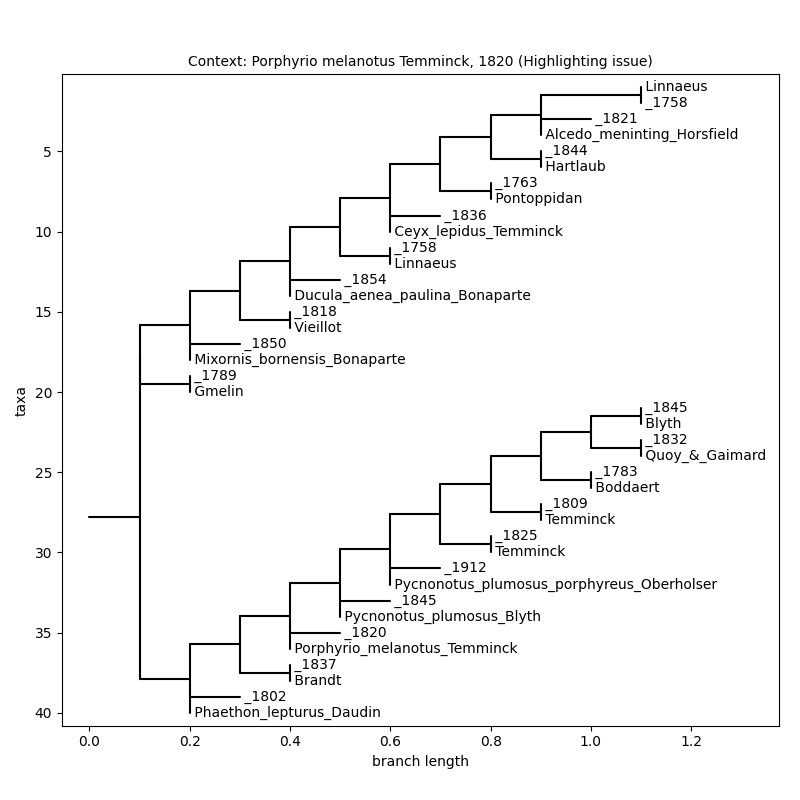 Context: Porphyrio melanotus Temminck, 1820 (Highlighting issue)
Linnaeus
_1758
_1821
Alcedo_meninting_Horsfield
_1844
Hartlaub
_1763
Pontoppidan
_1836
Ceyx_lepidus_Temminck
_1758
Linnaeus
_1854
Ducula_aenea_paulina_Bonaparte
_1818
Vieillot
_1850
Mixornis_bornensis_Bonaparte
_1789
Gmelin
_1845
Blyth
_1832
Quoy_&_Gaimard
_1783
Boddaert
_1809
Temminck
_1825
Temminck
_1912
Pycnonotus_plumosus_porphyreus_Oberholser
_1845
Pycnonotus_plumosus_Blyth
_1820
Porphyrio_melanotus_Temminck
_1837
Brandt
_1802
Phaethon_lepturus_Daudin
5
10
15
20
25
30
35
40
taxa
0.0 0.2 0.4 0.6 0.8 1.0 1.2
branch length